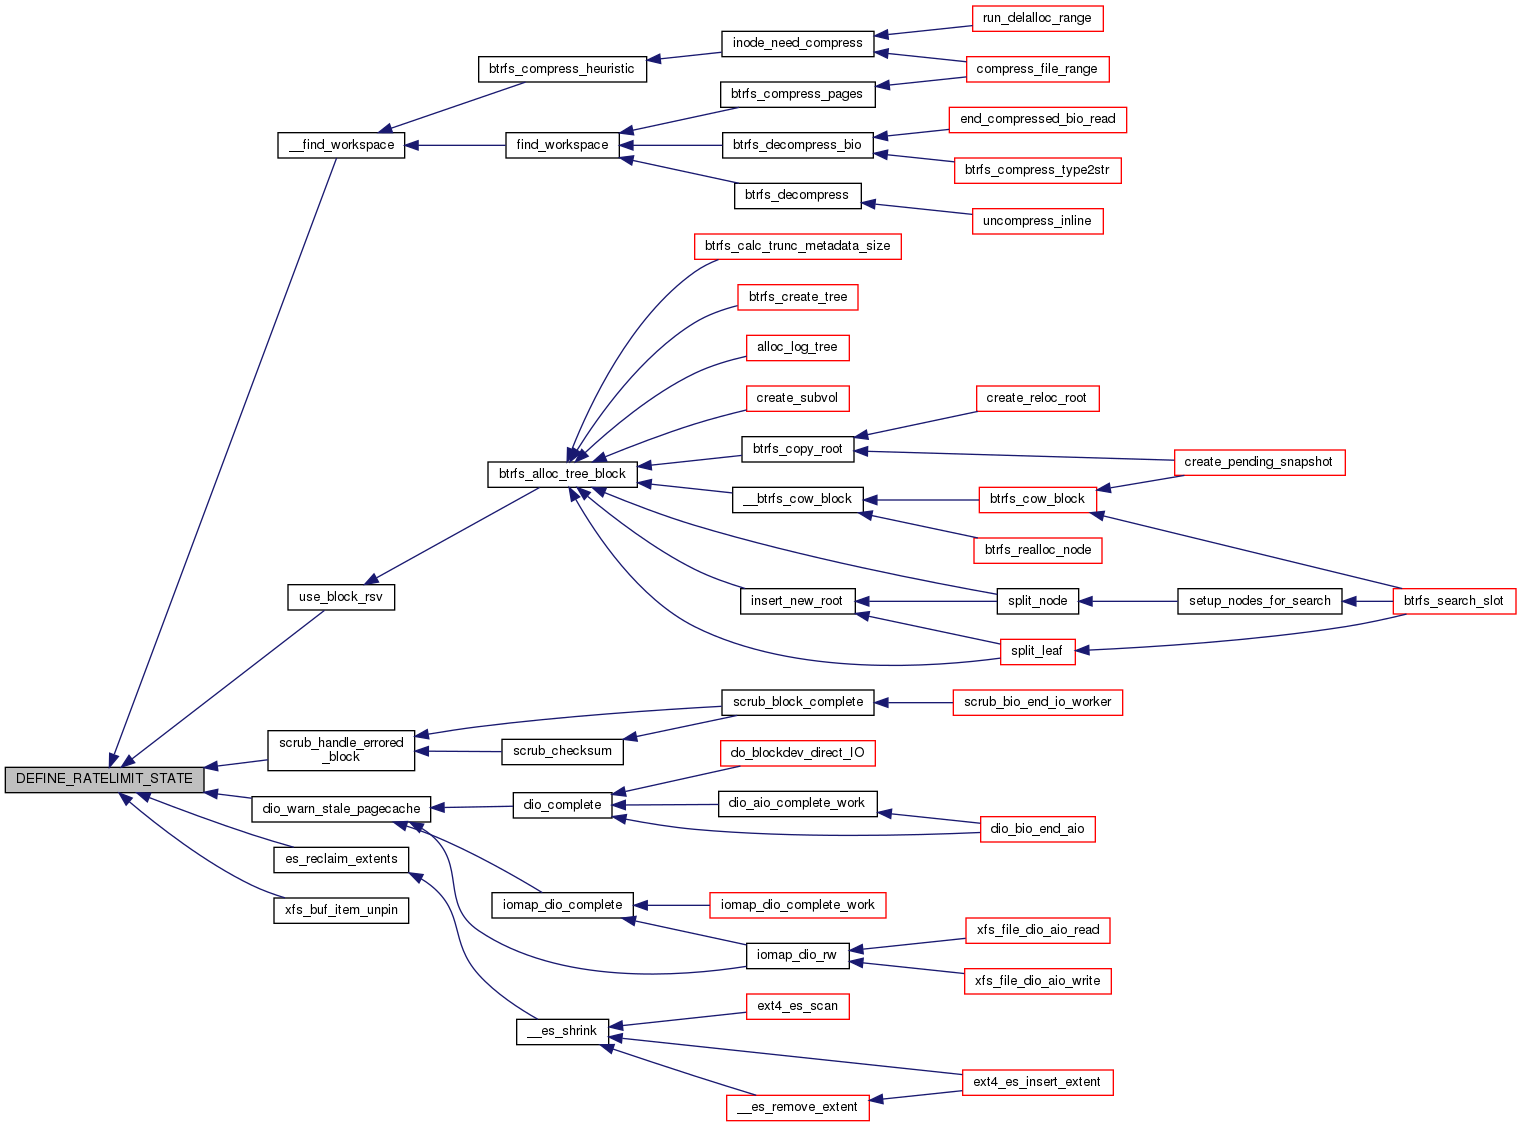 run_delalloc_range
inode_need_compress
btrfs_compress_heuristic
compress_file_range
btrfs_compress_pages
end_compressed_bio_read
__find_workspace
find_workspace
btrfs_decompress_bio
btrfs_compress_type2str
btrfs_decompress
uncompress_inline
btrfs_calc_trunc_metadata_size
btrfs_create_tree
alloc_log_tree
create_subvol
create_reloc_root
btrfs_copy_root
create_pending_snapshot
btrfs_alloc_tree_block
__btrfs_cow_block
btrfs_cow_block
btrfs_realloc_node
use_block_rsv
insert_new_root
split_node
setup_nodes_for_search
btrfs_search_slot
split_leaf
scrub_block_complete
scrub_bio_end_io_worker
scrub_handle_errored
_block
scrub_checksum
do_blockdev_direct_IO
DEFINE_RATELIMIT_STATE
dio_warn_stale_pagecache
dio_complete
dio_aio_complete_work
dio_bio_end_aio
es_reclaim_extents
xfs_buf_item_unpin
iomap_dio_complete
iomap_dio_complete_work
xfs_file_dio_aio_read
iomap_dio_rw
xfs_file_dio_aio_write
ext4_es_scan
__es_shrink
ext4_es_insert_extent
__es_remove_extent